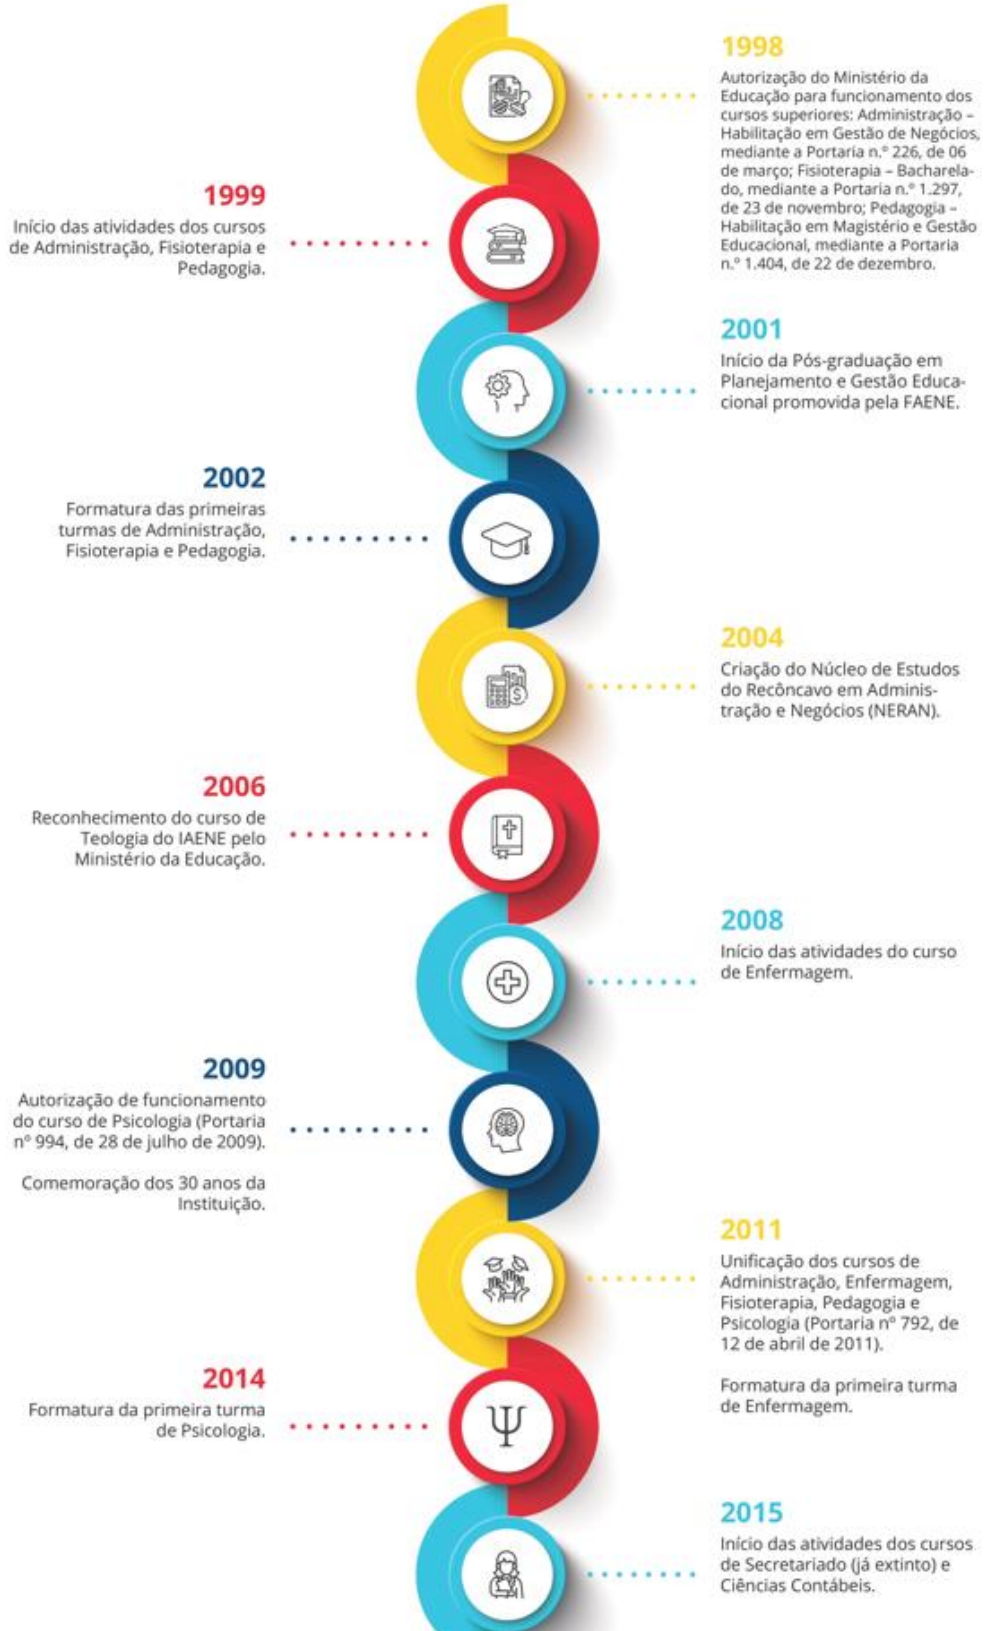 1998
Autorização do Ministério da
Educação para funcionamento dos
cursos superiores: Administração –
Habilitação em Gestão de Negócios,
mediante a Portaria n.º 226, de 06
de março; Fisioterapia – Bacharela-
do, mediante a Portaria n.º 1.297,
de 23 de novembro; Pedagogia –
Habilitação em Magistério e Gestão
Educacional, mediante a Portaria
n.º 1.404, de 22 de dezembro.
1999
Início das atividades dos cursos
de Administração, Fisioterapia e
Pedagogia.
2001
Início da Pós-graduação em
Planejamento e Gestão Educa-
cional promovida pela FAENE.
2002
Formatura das primeiras
turmas de Administração,
Fisioterapia e Pedagogia.
2004
Criação do Núcleo de Estudos
do Recôncavo em Adminis-
tração e Negócios (NERAN).
2006
Reconhecimento do curso de
Teologia do IAENE pelo
Ministério da Educação.
2008
Início das atividades do curso
de Enfermagem.
2009
Autorização de funcionamento
do curso de Psicologia (Portaria
nº 994, de 28 de julho de 2009).
Comemoração dos 30 anos da
Instituição.
2011
Unificação dos cursos de
Administração, Enfermagem,
Fisioterapia, Pedagogia e
Psicologia (Portaria nº 792, de
12 de abril de 2011).
Formatura da primeira turma
de Enfermagem.
2014
Formatura da primeira turma
de Psicologia.
Ψ
2015
Início das atividades dos cursos
de Secretariado (já extinto) e
Ciências Contábeis.